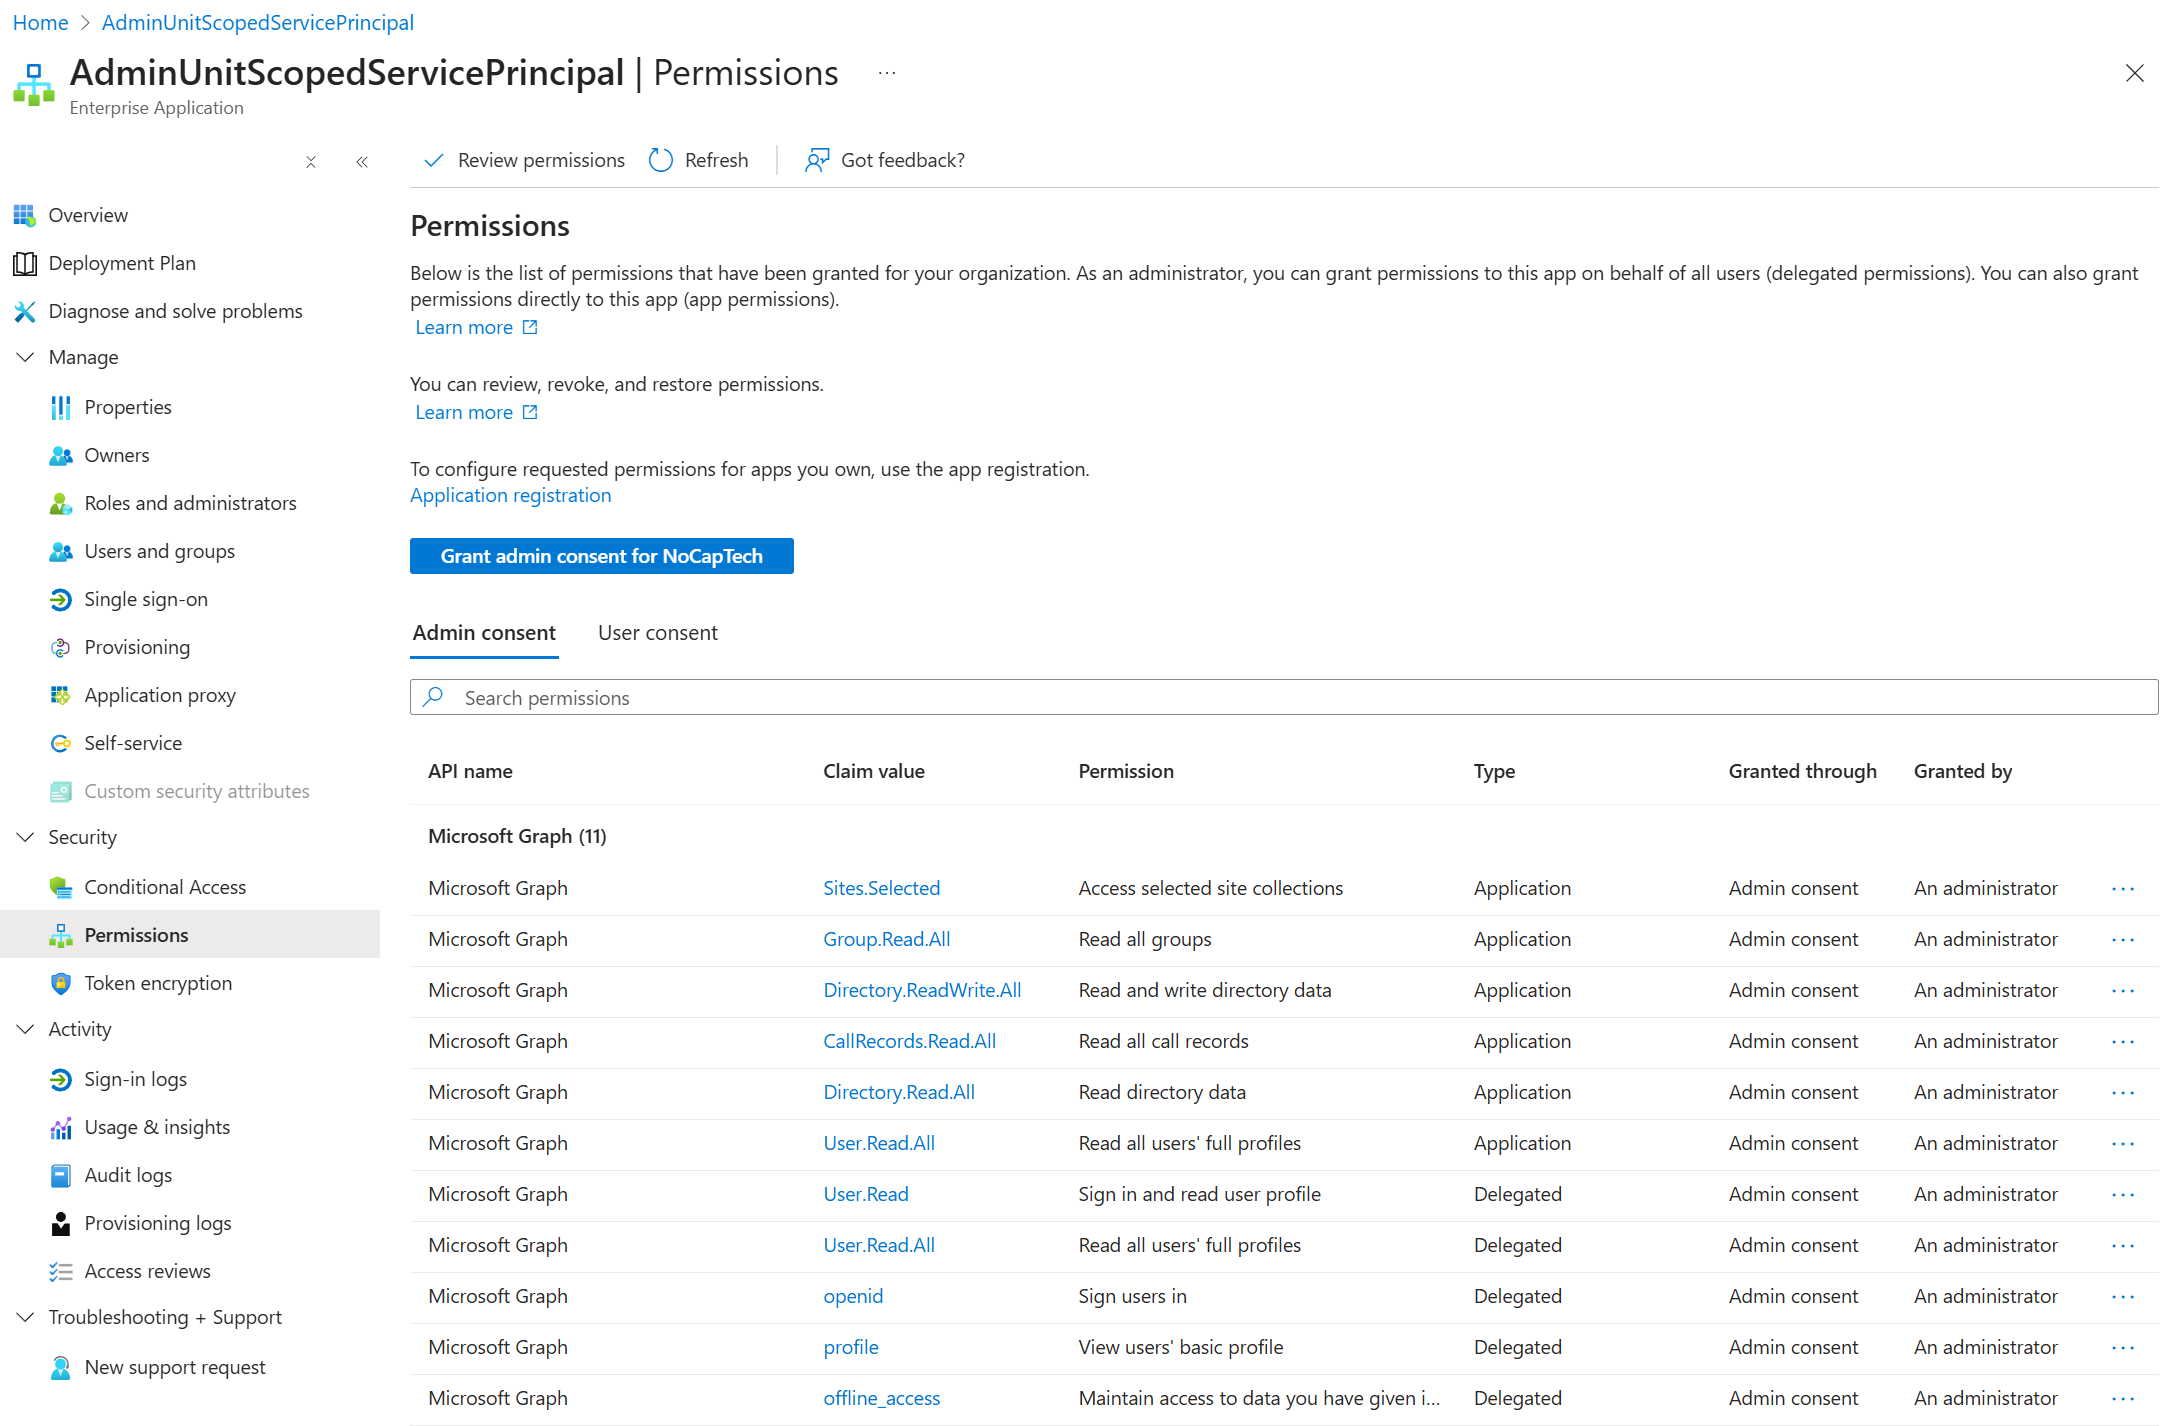 Home > AdminUnitScopedServicePrincipal
AdminUnitScopedServicePrincipal | Permissions ...
Enterprise Application
Review permissions
Refresh
Got feedback?
Overview
Deployment Plan
Diagnose and solve problems
Manage
Properties
Owners
Roles and administrators
Users and groups
Single sign-on
Provisioning
Application proxy
Self-service
Custom security attributes
Security
Conditional Access
Permissions
Token encryption
Activity
Sign-in logs
Usage & insights
Audit logs
Provisioning logs
Access reviews
Troubleshooting + Support
New support request
Permissions
Below is the list of permissions that have been granted for your organization. As an administrator, you can grant permissions to this app on behalf of all users (delegated permissions). You can also grant
permissions directly to this app (app permissions).
Learn more
You can review, revoke, and restore permissions.
Learn more
To configure requested permissions for apps you own, use the app registration.
Application registration
Grant admin consent for NoCapTech
Admin consent User consent
Search permissions
API name Claim value Permission Type Granted through Granted by
Microsoft Graph (11)
Microsoft Graph Sites.Selected Access selected site collections Application Admin consent An administrator ...
Microsoft Graph Group.Read.All Read all groups Application Admin consent An administrator ...
Microsoft Graph Directory.ReadWrite.All Read and write directory data Application Admin consent An administrator ...
Microsoft Graph CallRecords.Read.All Read all call records Application Admin consent An administrator ...
Microsoft Graph Directory.Read.All Read directory data Application Admin consent An administrator ...
Microsoft Graph User.Read.All Read all users' full profiles Application Admin consent An administrator ...
Microsoft Graph User.Read Sign in and read user profile Delegated Admin consent An administrator ...
Microsoft Graph User.Read.All Read all users' full profiles Delegated Admin consent An administrator ...
Microsoft Graph openid Sign users in Delegated Admin consent An administrator ...
Microsoft Graph profile View users' basic profile Delegated Admin consent An administrator ...
Microsoft Graph offline_access Maintain access to data you have given i... Delegated Admin consent An administrator ...